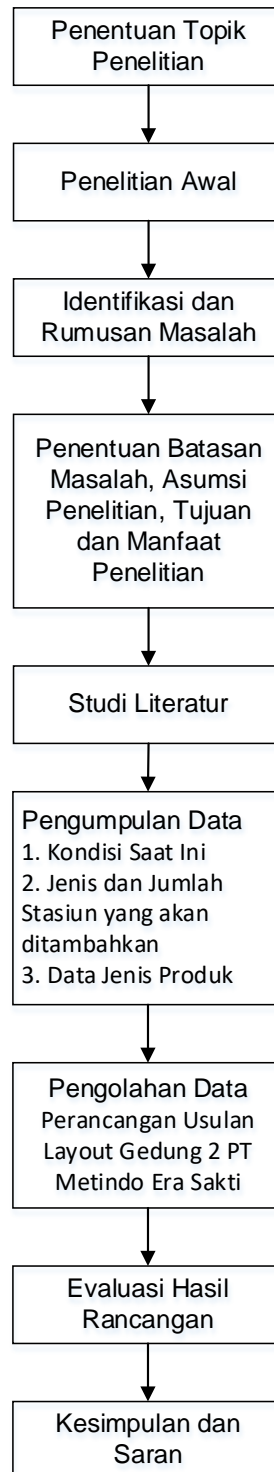 Penentuan Topik
Penelitian
Penelitian Awal
Identifikasi dan
Rumusan Masalah
Penentuan Batasan
Masalah, Asumsi
Penelitian, Tujuan
dan Manfaat
Penelitian
Studi Literatur
Pengumpulan Data
1. Kondisi Saat Ini
2. Jenis dan Jumlah
Stasiun yang akan
ditambahkan
3. Data Jenis Produk
Pengolahan Data
Perancangan Usulan
Layout Gedung 2 PT
Metindo Era Sakti
Evaluasi Hasil
Rancangan
Kesimpulan dan
Saran